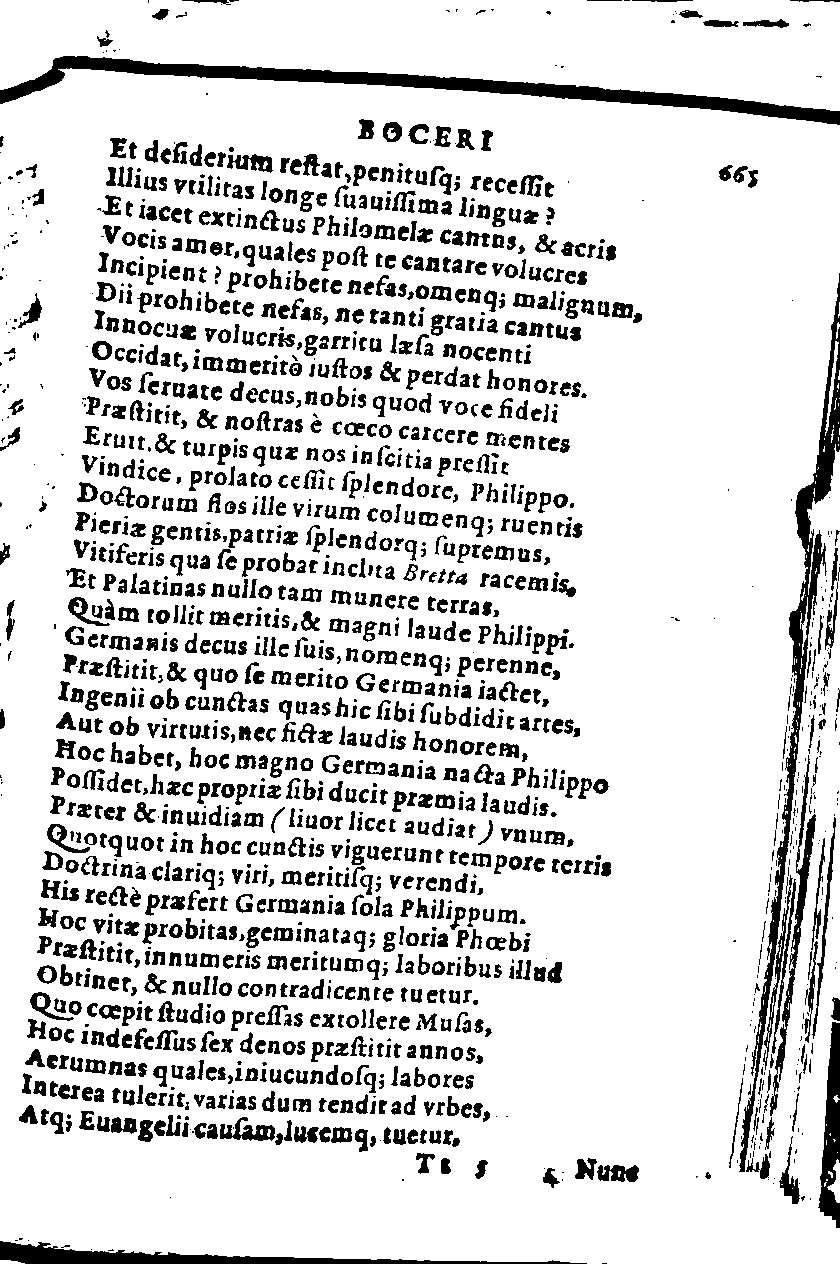 BOCERI
665
Et deſiderium reſtat,penitusq; receſſit
Illius vtilitas longe ſuauiſſima linguæ ?
Et iacet extinctus Philomelæ cantus, & acris
Vocis amor,quales poſt te cantare volucres
Incipient ? prohibete nefas,omenq; malignum,
Dii prohibete nefas, ne tanti gratia cantus
Innocuæ volucris,garritu læſa nocenti
Occidat, immeritò iuſtos & perdat honores.
Vos ſeruate decus,nobis quod voce fideli
Præſtitit, & noſtras è cœco carcere mentes
Eruit,& turpis quæ nos inſcitia preſſit
Vindice, prolato ceſſit ſplendore, Philippo.
Doctorum flos ille virum columenq; ruentis
Pieriæ gentis,patriæ ſplendorq; ſupremus,
Vitiferis qua ſe probat inclita Bretta racemis,
Et Palatinas nullo tam munere terras,
Quàm tollit meritis,& magni laude Philippi.
Germanis decus ille ſuis,nomenq; perenne,
Præſtitit,& quo ſe merito Germania iactet,
Ingenii ob cunctas quas hic ſibi ſubdidit artes,
Aut ob virtutis,nec fictæ laudis honorem,
Hoc habet, hoc magno Germania nacta Philippo
Poſſidet,hæc propriæ ſibi ducit præmia laudis.
Præter & inuidiam (liuor licet audiat) vnum,
Quotquot in hoc cunctis viguerunt tempore terris
Doctrina clariq; viri, meritiſq; verendi,
His rectè præfert Germania ſola Philippum.
Hoc vitæ probitas,geminataq; gloria Phœbi
Præſtitit,innumeris meritumq; laboribus illud
Obtinet, & nullo contradicente tuetur.
Quo cœpit ſtudio preſſas extollere Muſas,
Hoc indefeſſus ſex denos præſtitit annos,
Aerumnas quales,iniucundoſq; labores
Interea tulerit,varias dum tendit ad vrbes,
Atq; Euangelii cauſam,lucemq, tuetur,
Tt 5 Nunc